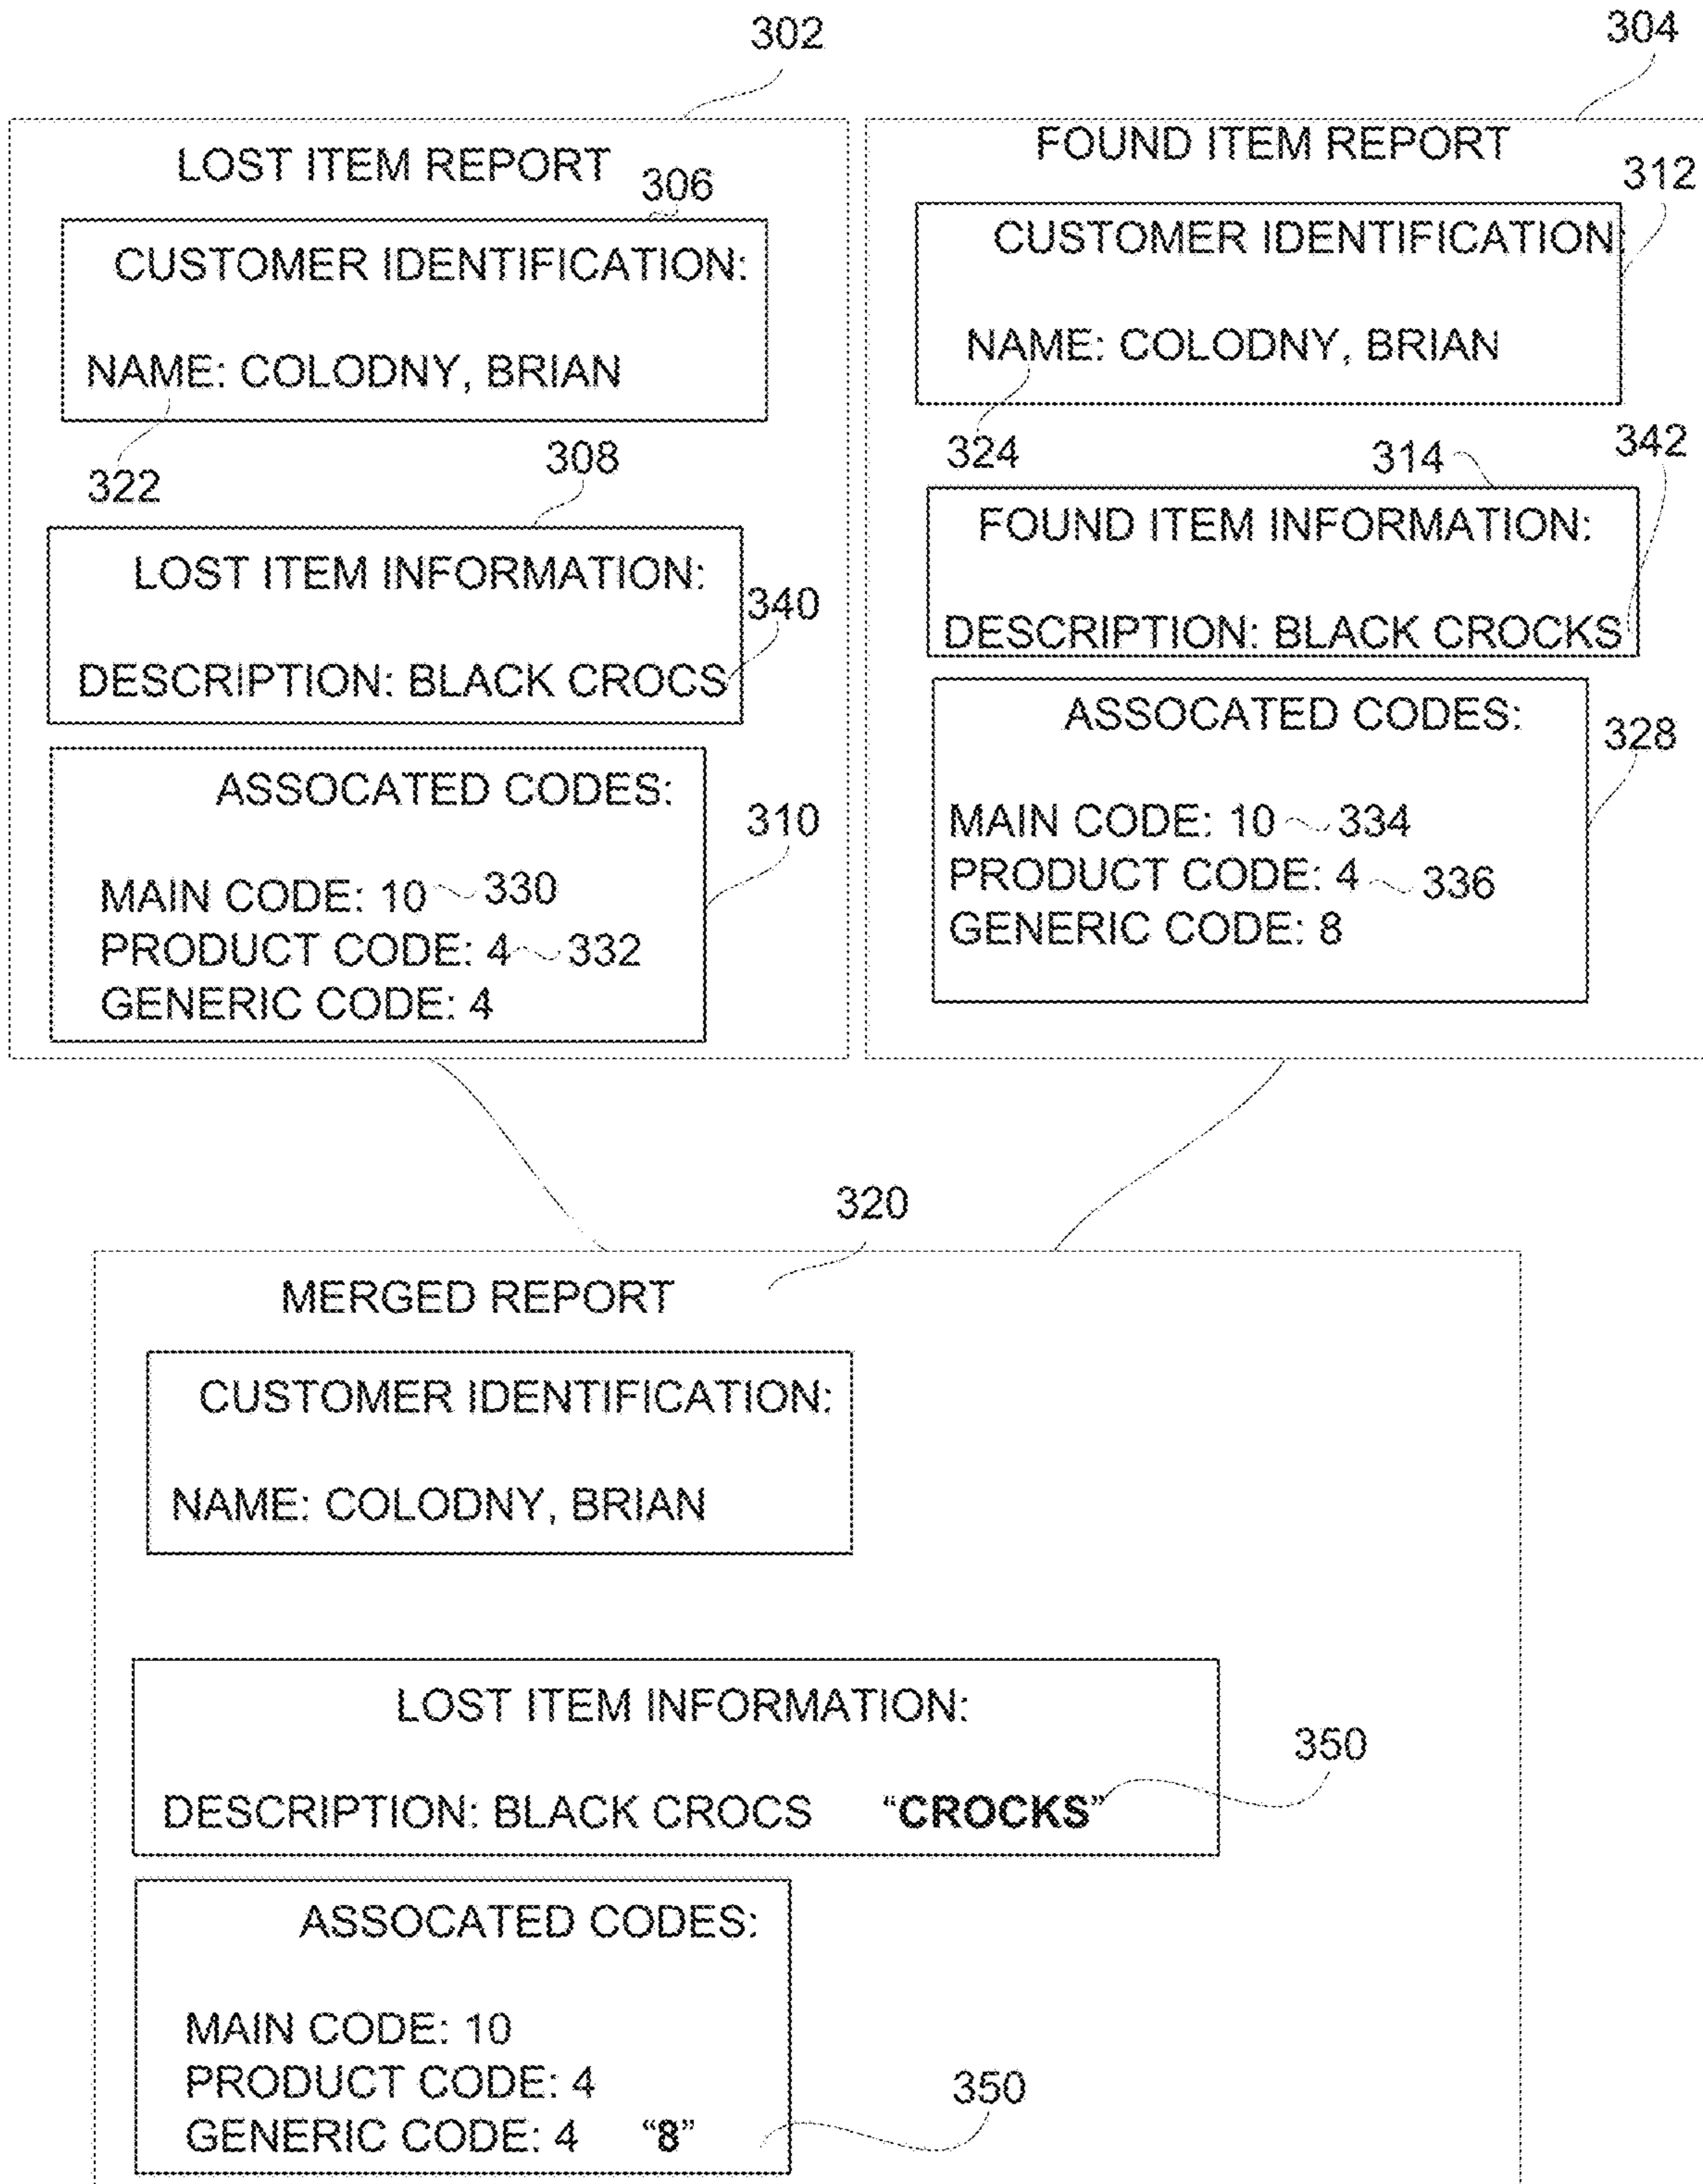 302
304
LOST ITEM REPORT
306
CUSTOMER IDENTIFICATION:
NAME: COLODNY, BRIAN
322
308
LOST ITEM INFORMATION:
340
DESCRIPTION: BLACK CROCS
ASSOCATED CODES:
310
MAIN CODE: 10 330
PRODUCT CODE: 4 332
GENERIC CODE: 4
FOUND ITEM REPORT
312
CUSTOMER IDENTIFICATION:
NAME: COLODNY, BRIAN
324
314
342
FOUND ITEM INFORMATION:
DESCRIPTION: BLACK CROCKS
ASSOCATED CODES:
328
MAIN CODE: 10 334
PRODUCT CODE: 4 336
GENERIC CODE: 8
320
MERGED REPORT
CUSTOMER IDENTIFICATION:
NAME: COLODNY, BRIAN
LOST ITEM INFORMATION:
350
DESCRIPTION: BLACK CROCS "CROCKS"
ASSOCATED CODES:
MAIN CODE: 10
PRODUCT CODE: 4
350
GENERIC CODE: 4 "8"